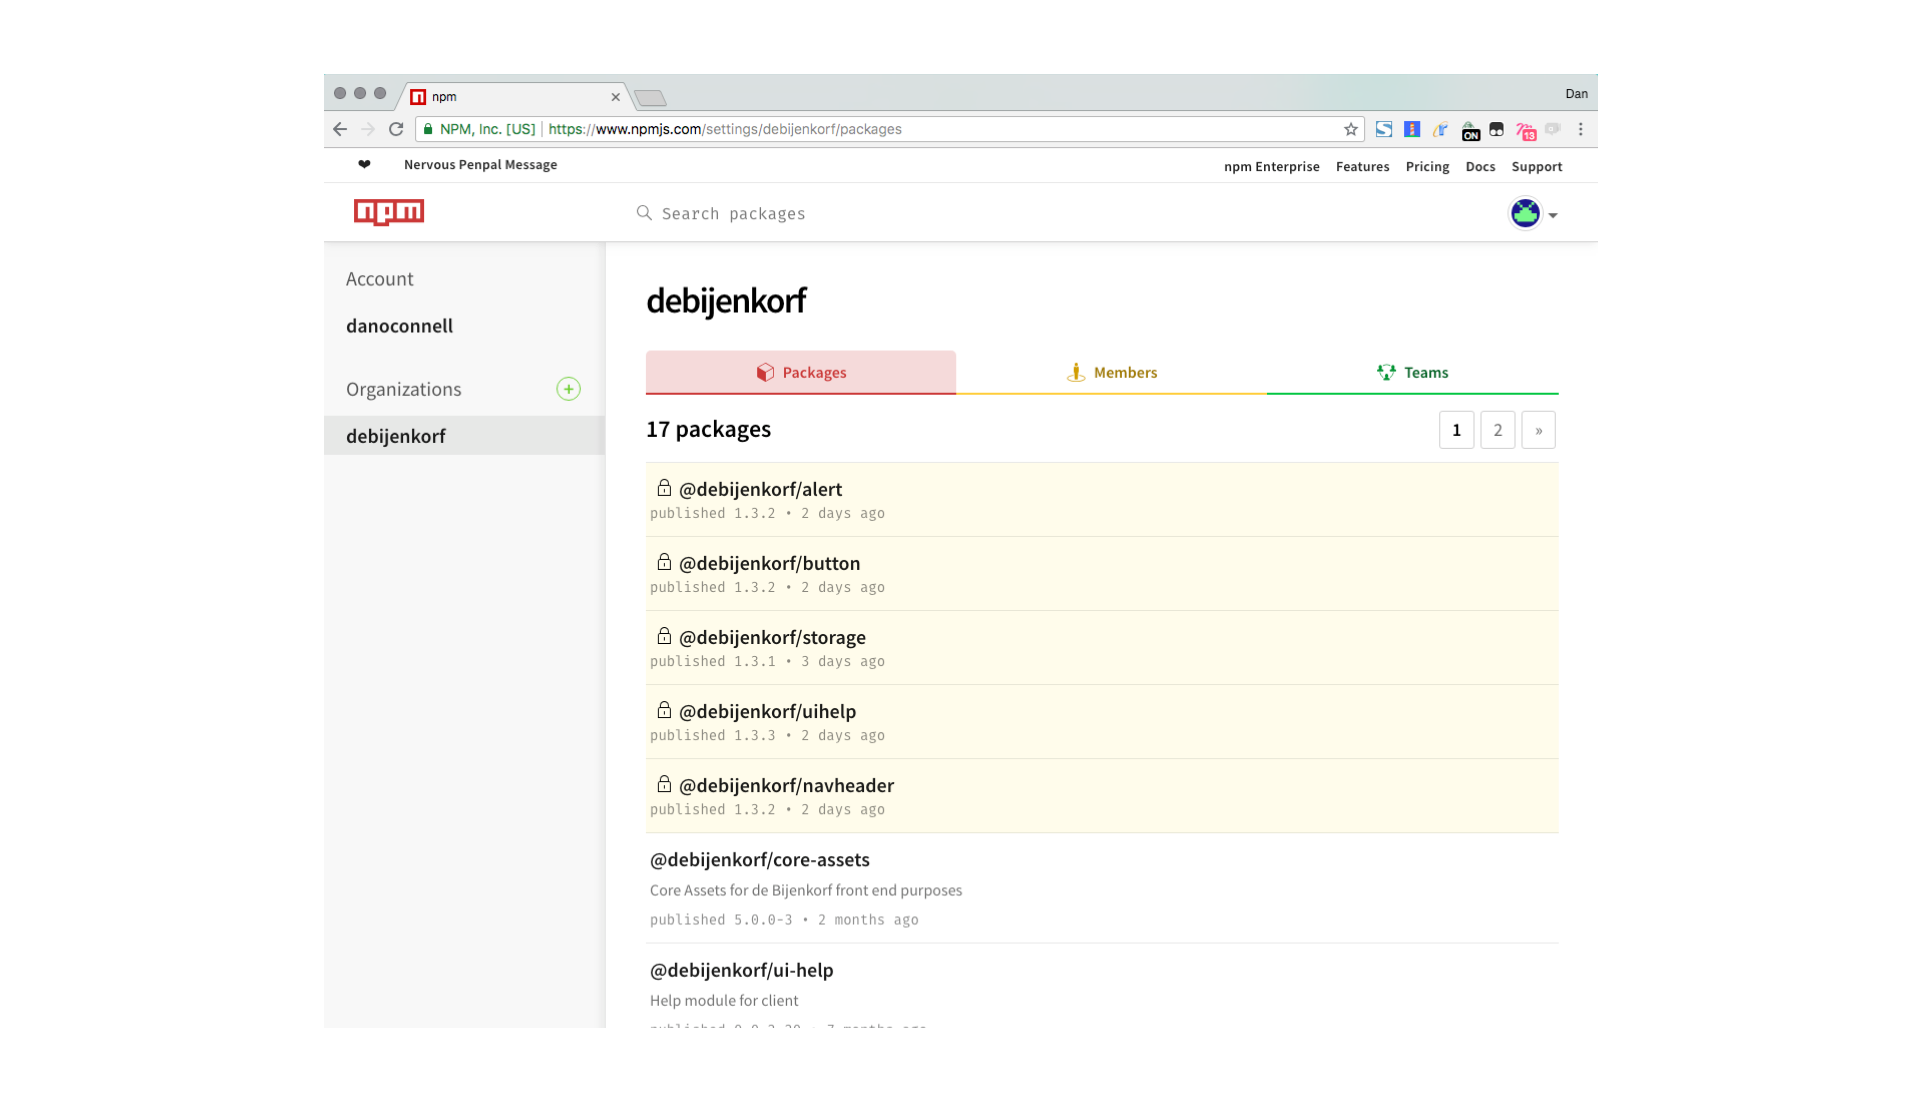 npm
Dan
NPM, Inc. [US] https://www.npmjs.com/settings/debijenkorf/packages
ON
13
❤ Nervous Penpal Message
npm Enterprise Features Pricing Docs Support
npm
Search packages
Account
danoconnell
Organizations
debijenkorf
debijenkorf
Packages
Members
Teams
17 packages
1 2 »
@debijenkorf/alert
published 1.3.2 • 2 days ago
@debijenkorf/button
published 1.3.2 • 2 days ago
@debijenkorf/storage
published 1.3.1 • 3 days ago
@debijenkorf/uihelp
published 1.3.3 • 2 days ago
@debijenkorf/navheader
published 1.3.2 • 2 days ago
@debijenkorf/core-assets
Core Assets for de Bijenkorf front end purposes
published 5.0.0-3 • 2 months ago
@debijenkorf/ui-help
Help module for client